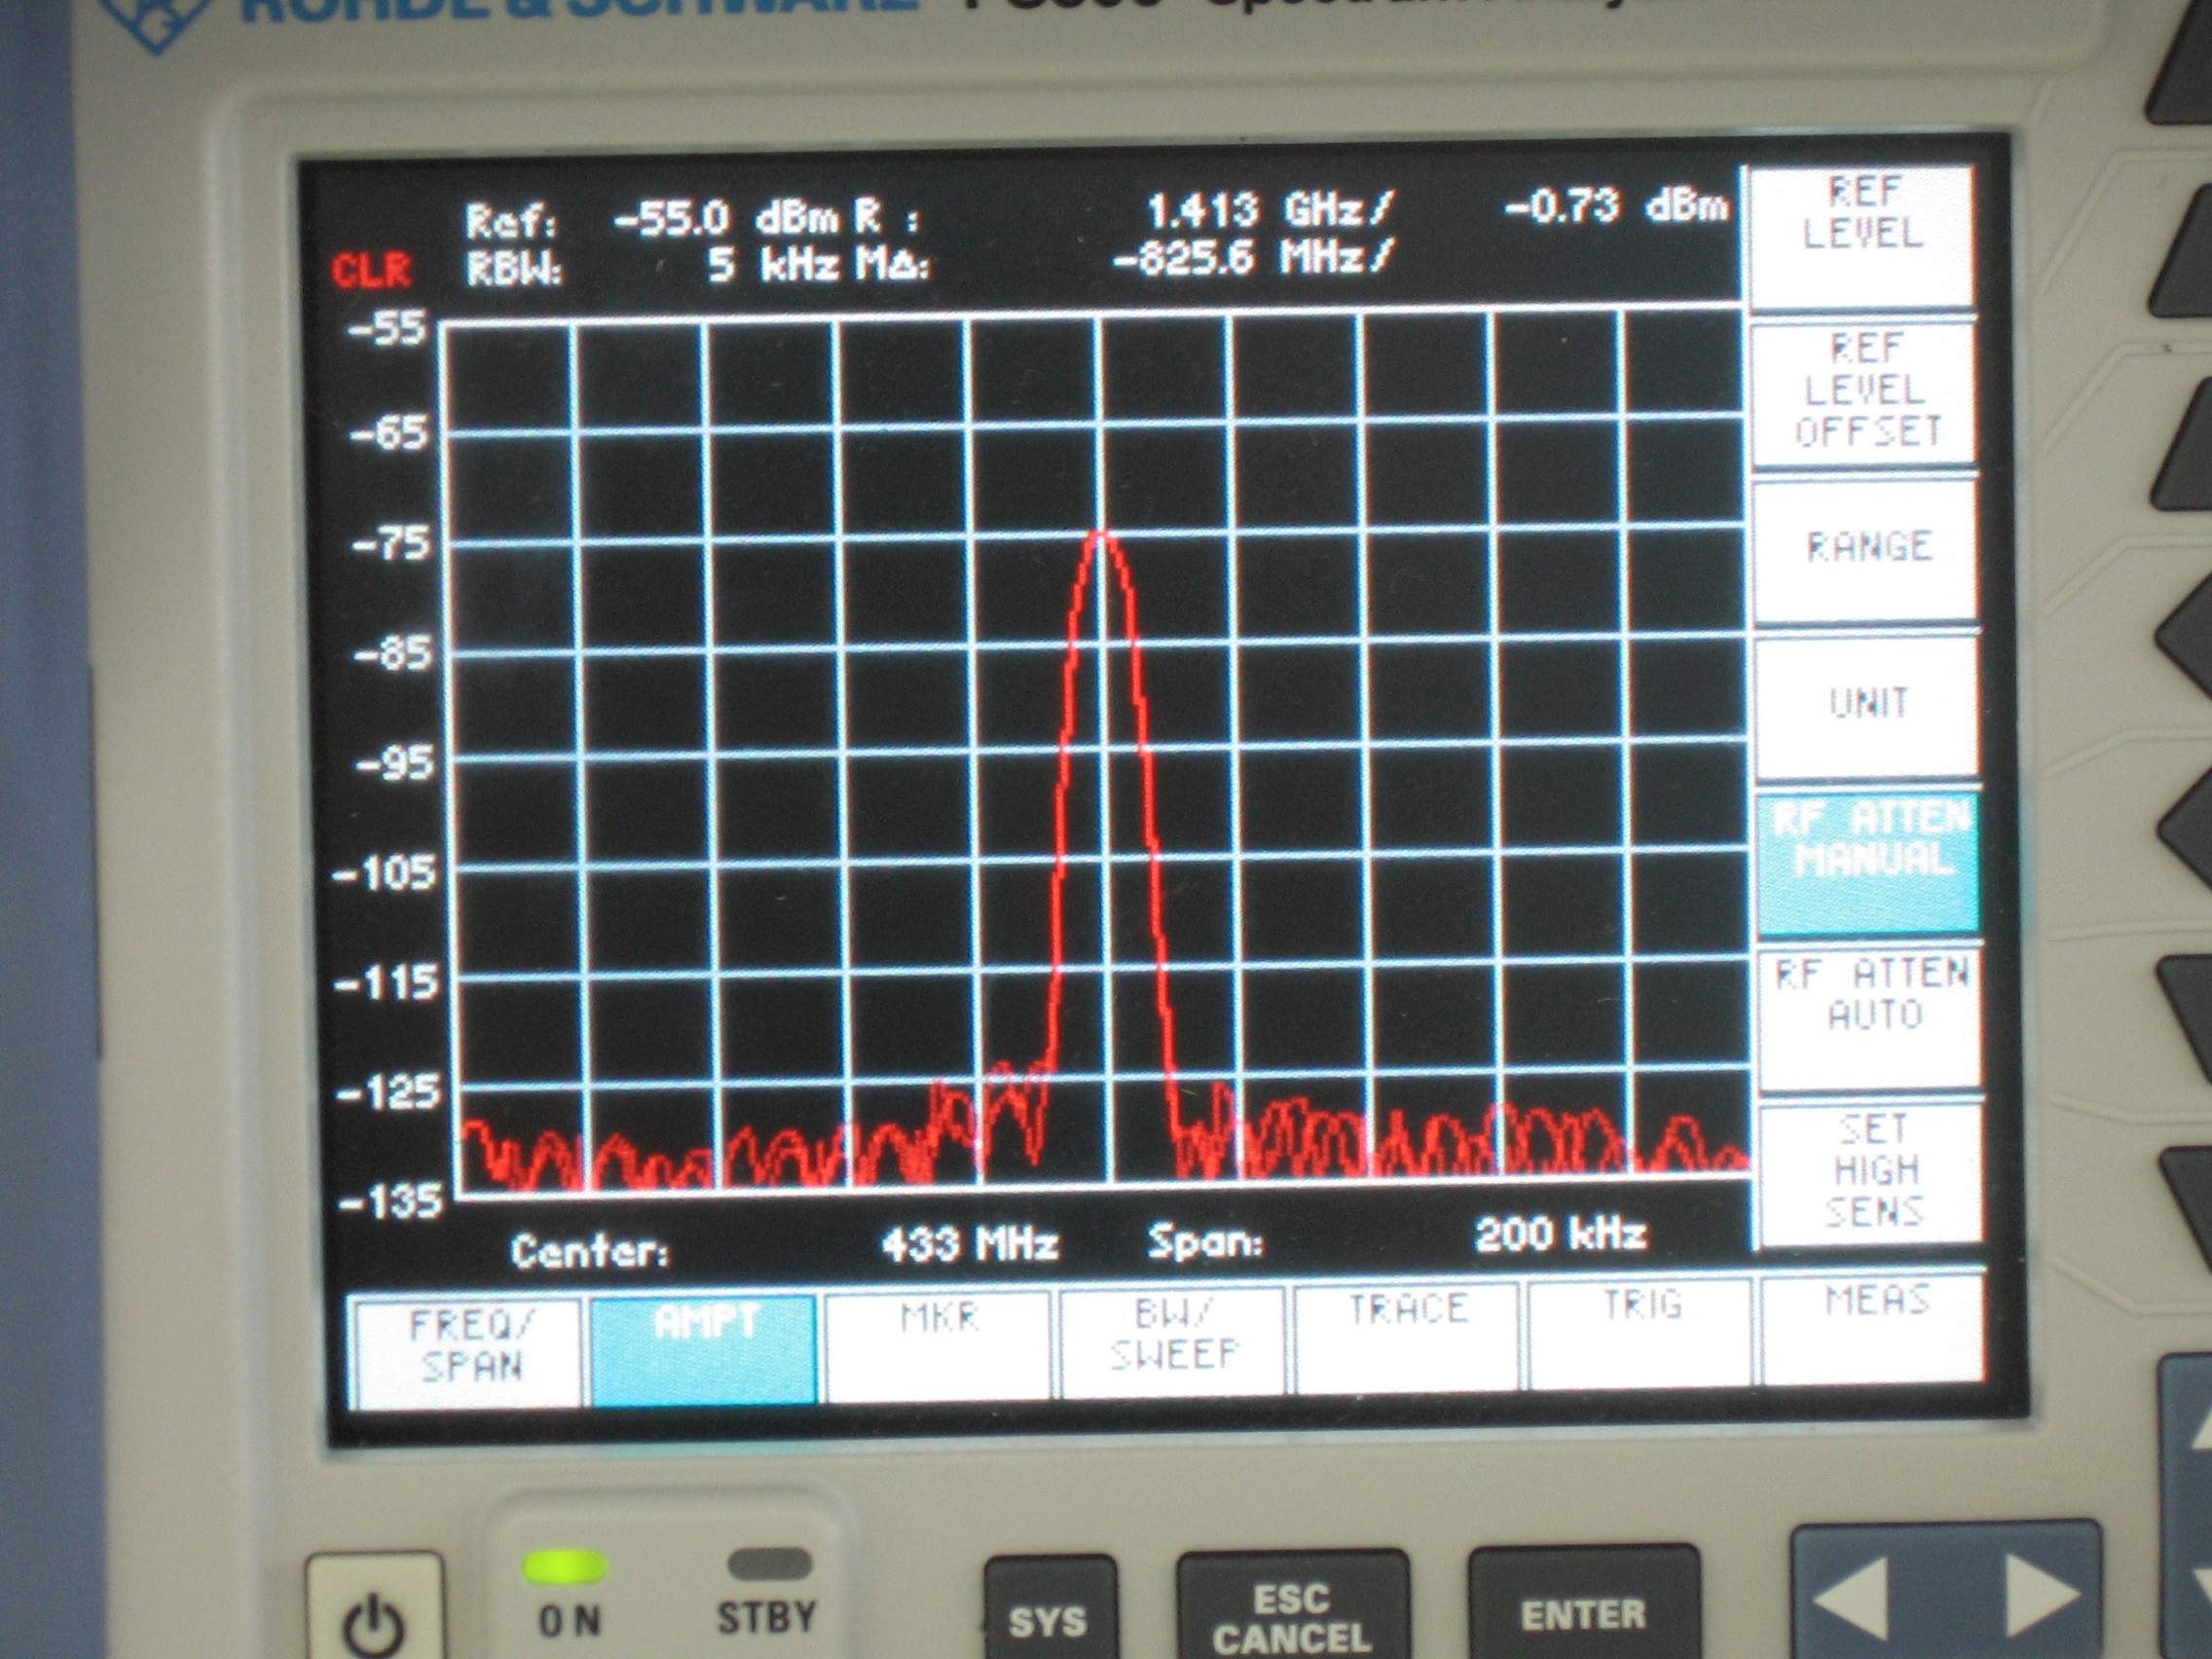 ROHDE & SCHWARZ
Ref: -55.0 dBm R : 1.413 GHz/ -0.73 dBm
CLR RBW: 5 kHz M∆: -825.6 MHz/
-55
-65
-75
-85
-95
-105
-115
-125
-135
Center: 433 MHz Span: 200 kHz
REF
LEVEL
REF
LEVEL
OFFSET
RANGE
UNIT
RF ATTEN
MANUAL
RF ATTEN
AUTO
SET
HIGH
SENS
FREQ/
SPAN
AMPT
MKR
BW/
SWEEP
TRACE
TRIG
MEAS
ON
STBY
SYS
ESC
CANCEL
ENTER